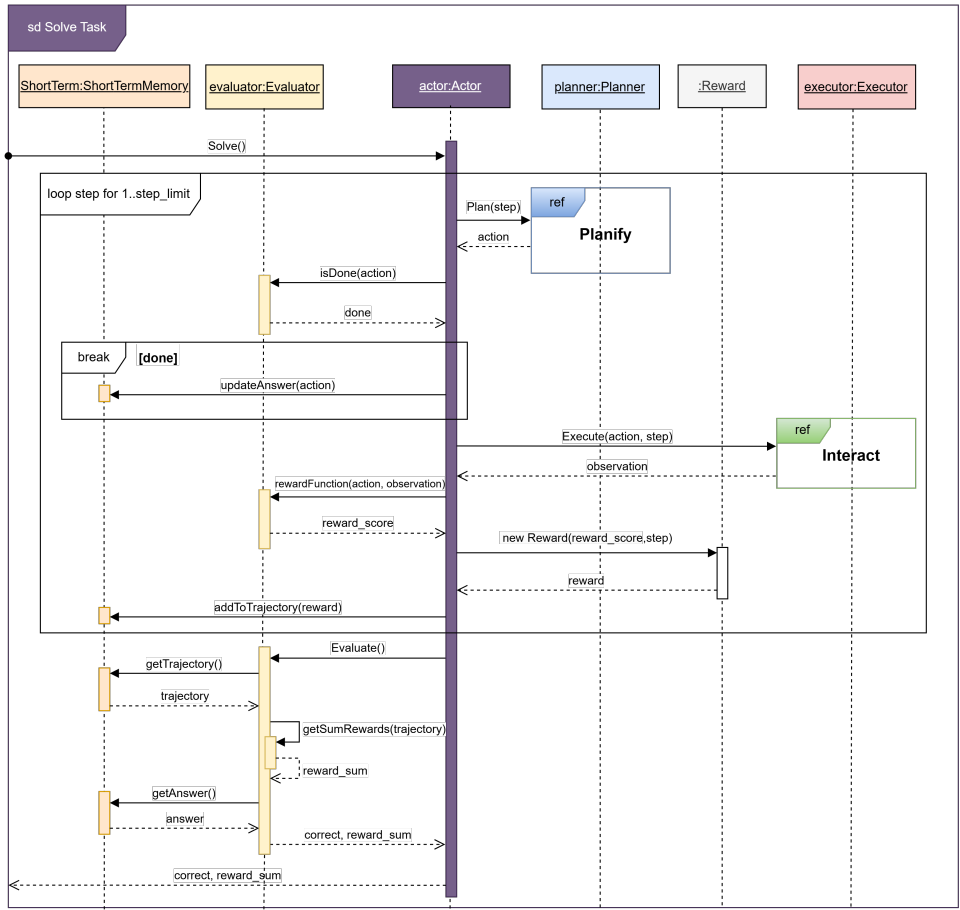 sd Solve Task
ShortTerm:ShortTermMemory
evaluator:Evaluator
actor:Actor
planner:Planner
:Reward
executor:Executor
Solve()
loop step for 1..step_limit
ref
Plan(step)
Planify
action
isDone(action)
done
break
[done]
updateAnswer(action)
ref
Execute(action, step)
Interact
observation
rewardFunction(action, observation)
reward_score
new Reward(reward_score,step)
reward
addToTrajectory(reward)
Evaluate()
getTrajectory()
trajectory
getSumRewards(trajectory)
reward_sum
getAnswer()
answer
correct, reward_sum
correct, reward_sum